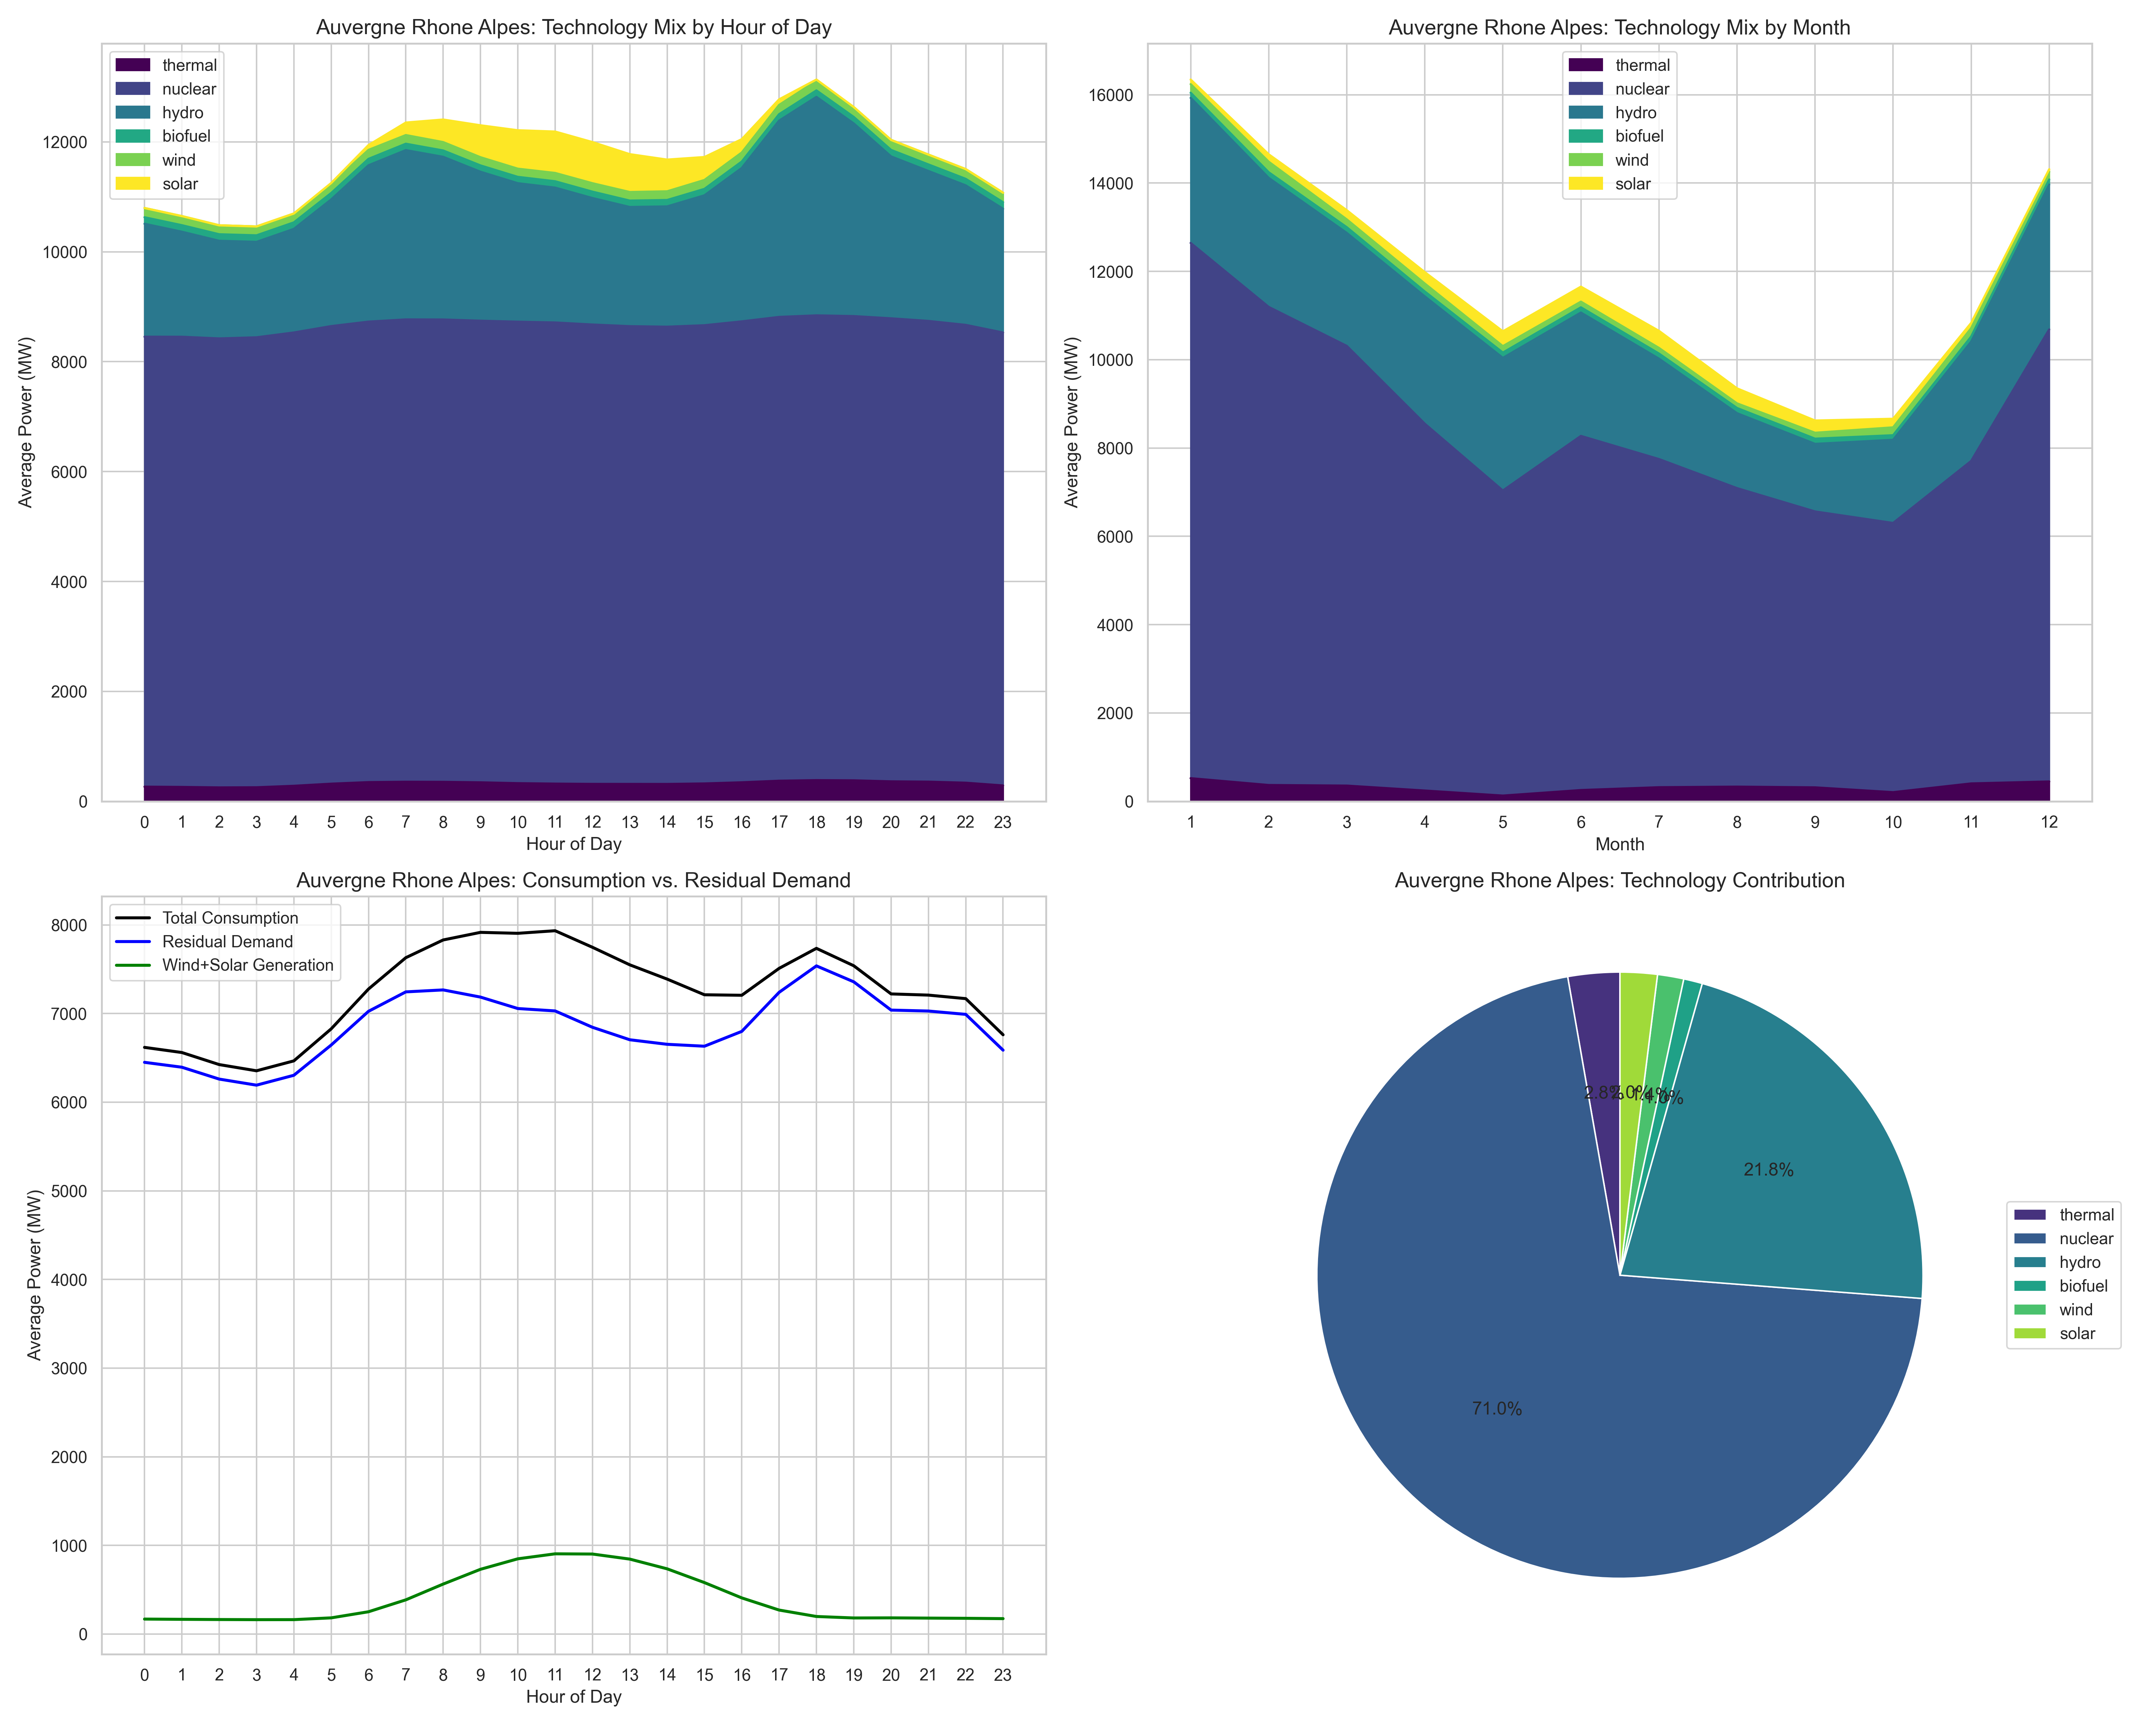 Auvergne Rhone Alpes: Technology Mix by Hour of Day
thermal
nuclear
hydro
biofuel
wind
solar
Average Power (MW)
12000
10000
8000
6000
4000
2000
0
0 1 2 3 4 5 6 7 8 9 10 11 12 13 14 15 16 17 18 19 20 21 22 23
Hour of Day
Auvergne Rhone Alpes: Technology Mix by Month
thermal
nuclear
hydro
biofuel
wind
solar
Average Power (MW)
16000
14000
12000
10000
8000
6000
4000
2000
0
1 2 3 4 5 6 7 8 9 10 11 12
Month
Auvergne Rhone Alpes: Consumption vs. Residual Demand
Total Consumption
Residual Demand
Wind+Solar Generation
Average Power (MW)
8000
7000
6000
5000
4000
3000
2000
1000
0
0 1 2 3 4 5 6 7 8 9 10 11 12 13 14 15 16 17 18 19 20 21 22 23
Hour of Day
Auvergne Rhone Alpes: Technology Contribution
2.8% 2.0% 1.4% 1.0%
21.8%
71.0%
thermal
nuclear
hydro
biofuel
wind
solar